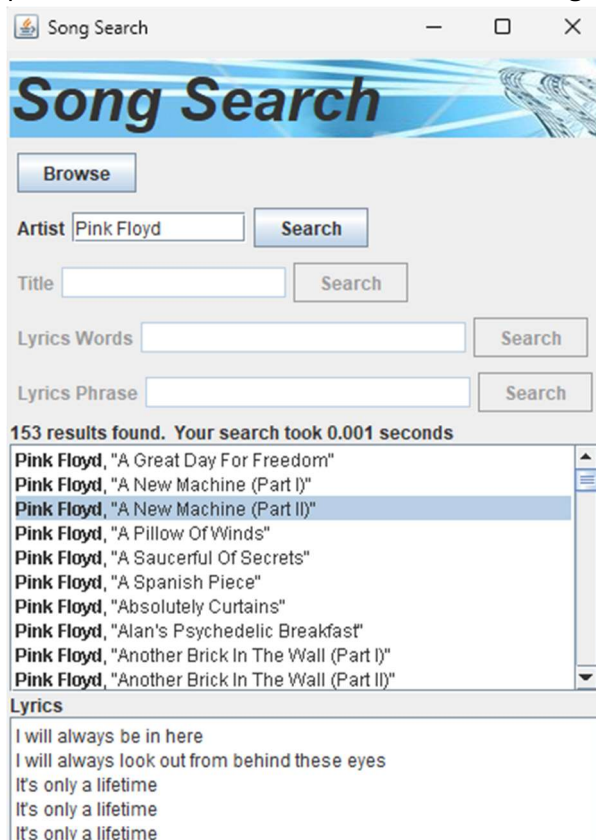 Song Search
Song Search
Browse
Artist Pink Floyd Search
Title Search
Lyrics Words Search
Lyrics Phrase Search
153 results found. Your search took 0.001 seconds
Pink Floyd, "A Great Day For Freedom"
Pink Floyd, "A New Machine (Part I)"
Pink Floyd, "A New Machine (Part II)"
Pink Floyd, "A Pillow Of Winds"
Pink Floyd, "A Saucerful Of Secrets"
Pink Floyd, "A Spanish Piece"
Pink Floyd, "Absolutely Curtains"
Pink Floyd, "Alan's Psychedelic Breakfast"
Pink Floyd, "Another Brick In The Wall (Part I)"
Pink Floyd, "Another Brick In The Wall (Part II)"
Lyrics
I will always be in here
I will always look out from behind these eyes
It's only a lifetime
It's only a lifetime
It's only a lifetime